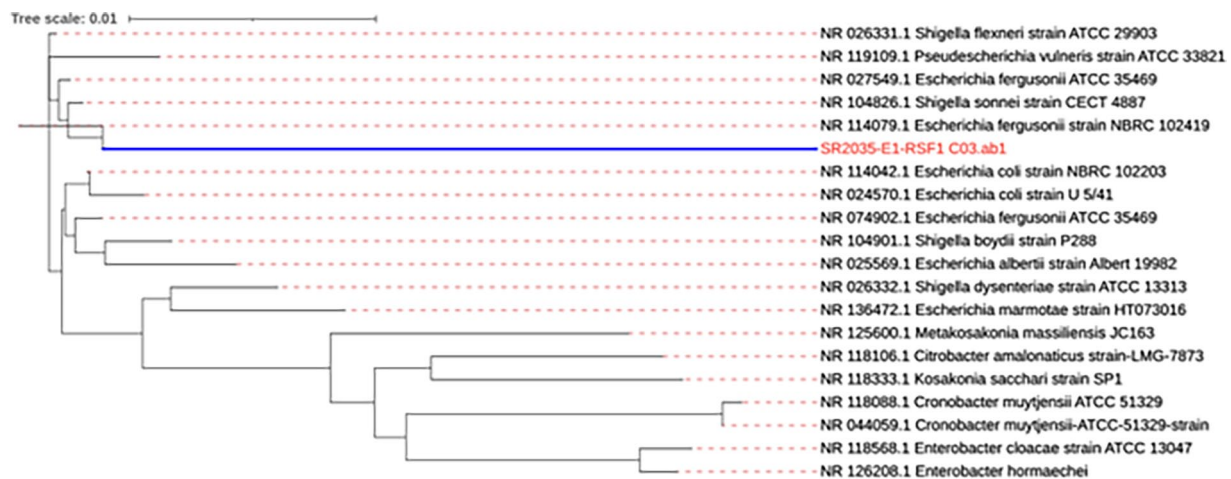 Tree scale: 0.01
NR 026331.1 Shigella flexneri strain ATCC 29903
NR 119109.1 Pseudescherichia vulneris strain ATCC 33821
NR 027549.1 Escherichia fergusonii ATCC 35469
NR 104826.1 Shigella sonnei strain CECT 4887
NR 114079.1 Escherichia fergusonii strain NBRC 102419
SR2035-E1-RSF1 C03.ab1
NR 114042.1 Escherichia coli strain NBRC 102203
NR 024570.1 Escherichia coli strain U 5/41
NR 074902.1 Escherichia fergusonii ATCC 35469
NR 104901.1 Shigella boydii strain P288
NR 025569.1 Escherichia albertii strain Albert 19982
NR 026332.1 Shigella dysenteriae strain ATCC 13313
NR 136472.1 Escherichia marmotae strain HT073016
NR 125600.1 Metakosakonia massiliensis JC163
NR 118106.1 Citrobacter amalonaticus strain-LMG-7873
NR 118333.1 Kosakonia sacchari strain SP1
NR 118088.1 Cronobacter muytjensii ATCC 51329
NR 044059.1 Cronobacter muytjensii-ATCC-51329-strain
NR 118568.1 Enterobacter cloacae strain ATCC 13047
NR 126208.1 Enterobacter hormaechei